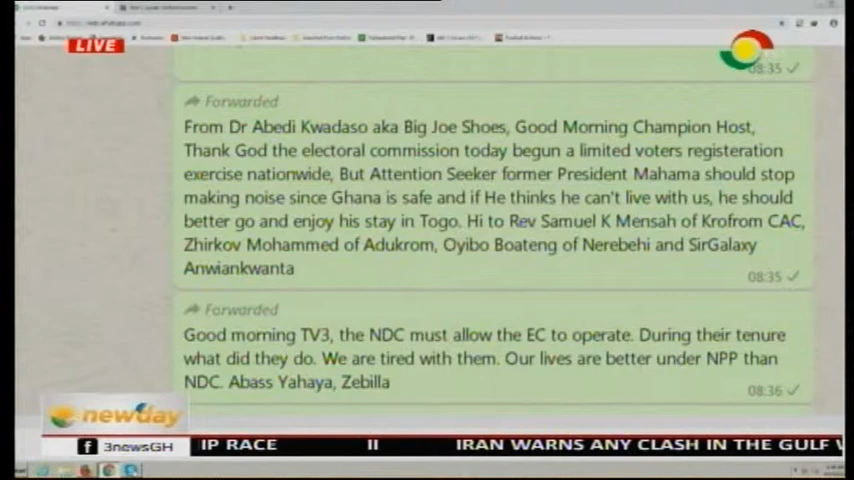 LIVE
08:35
Forwarded
From Dr Abedi Kwadaso aka Big Joe Shoes, Good Morning Champion Host,
Thank God the electoral commission today begun a limited voters registeration
exercise nationwide, But Attention Seeker former President Mahama should stop
making noise since Ghana is safe and if He thinks he can't live with us, he should
better go and enjoy his stay in Togo. Hi to Rev Samuel K Mensah of Krofrom CAC,
Zhirkov Mohammed of Adukrom, Oyibo Boateng of Nerebehi and SirGalaxy
Anwiankwanta
08:35
Forwarded
Good morning TV3, the NDC must allow the EC to operate. During their tenure
what did they do. We are tired with them. Our lives are better under NPP than
NDC. Abass Yahaya, Zebilla
08:36
newday
f 3newsGH IP RACE II IRAN WARNS ANY CLASH IN THE GULF